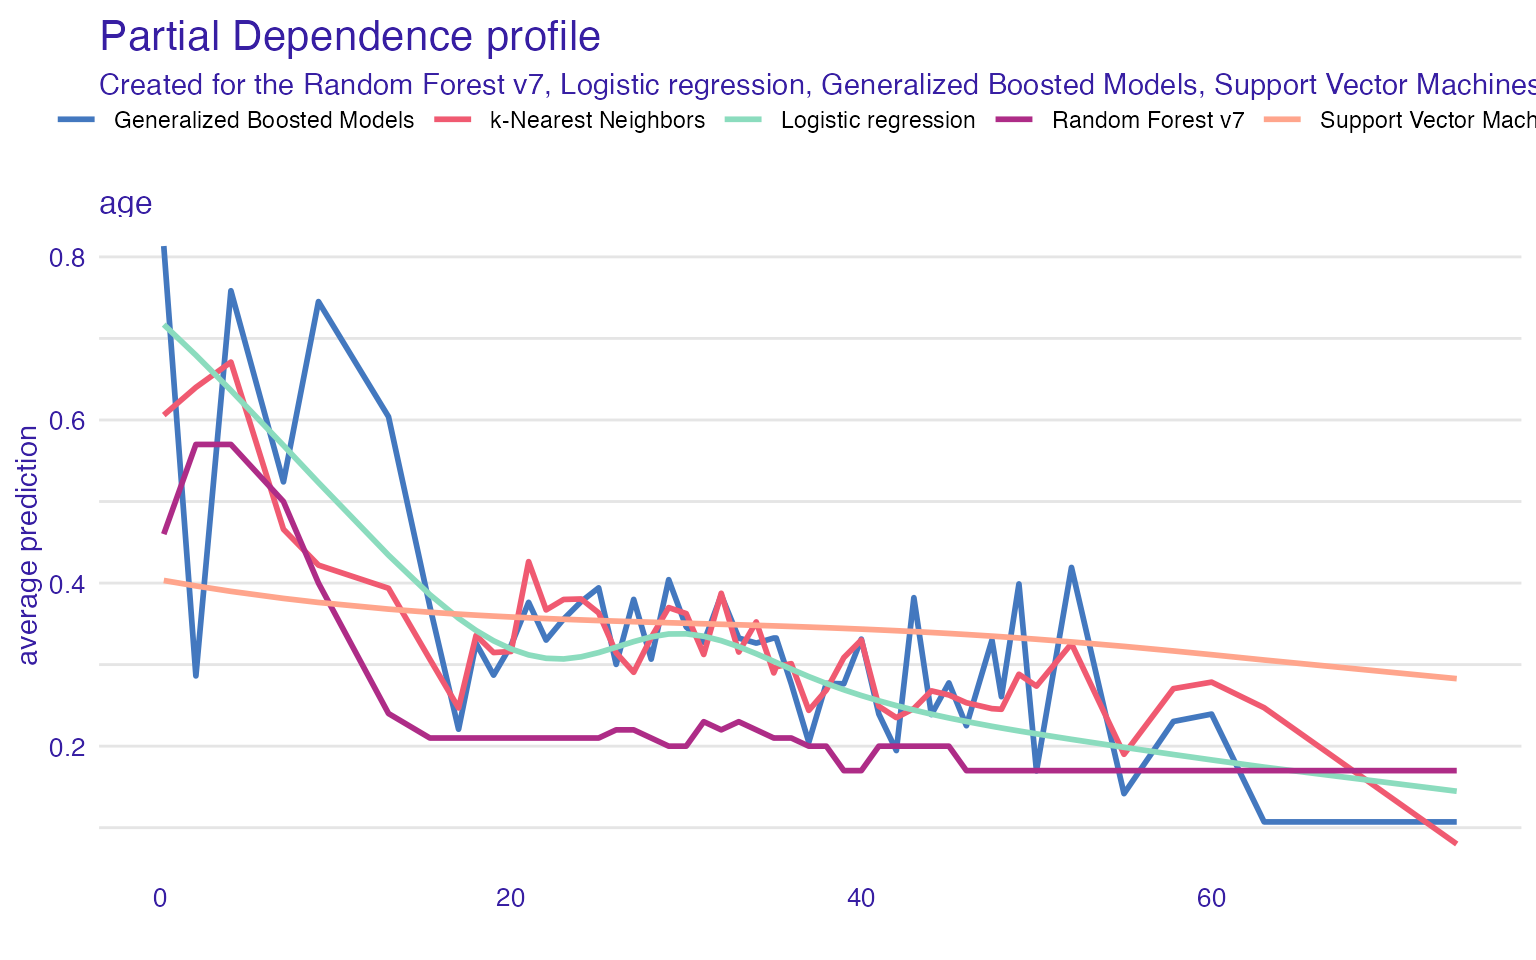 Partial Dependence profile
Created for the Random Forest v7, Logistic regression, Generalized Boosted Models, Support Vector Machines
Generalized Boosted Models k-Nearest Neighbors Logistic regression Random Forest v7 Support Vector Mach
age
average prediction
0.8
0.6
0.4
0.2
0 20 40 60